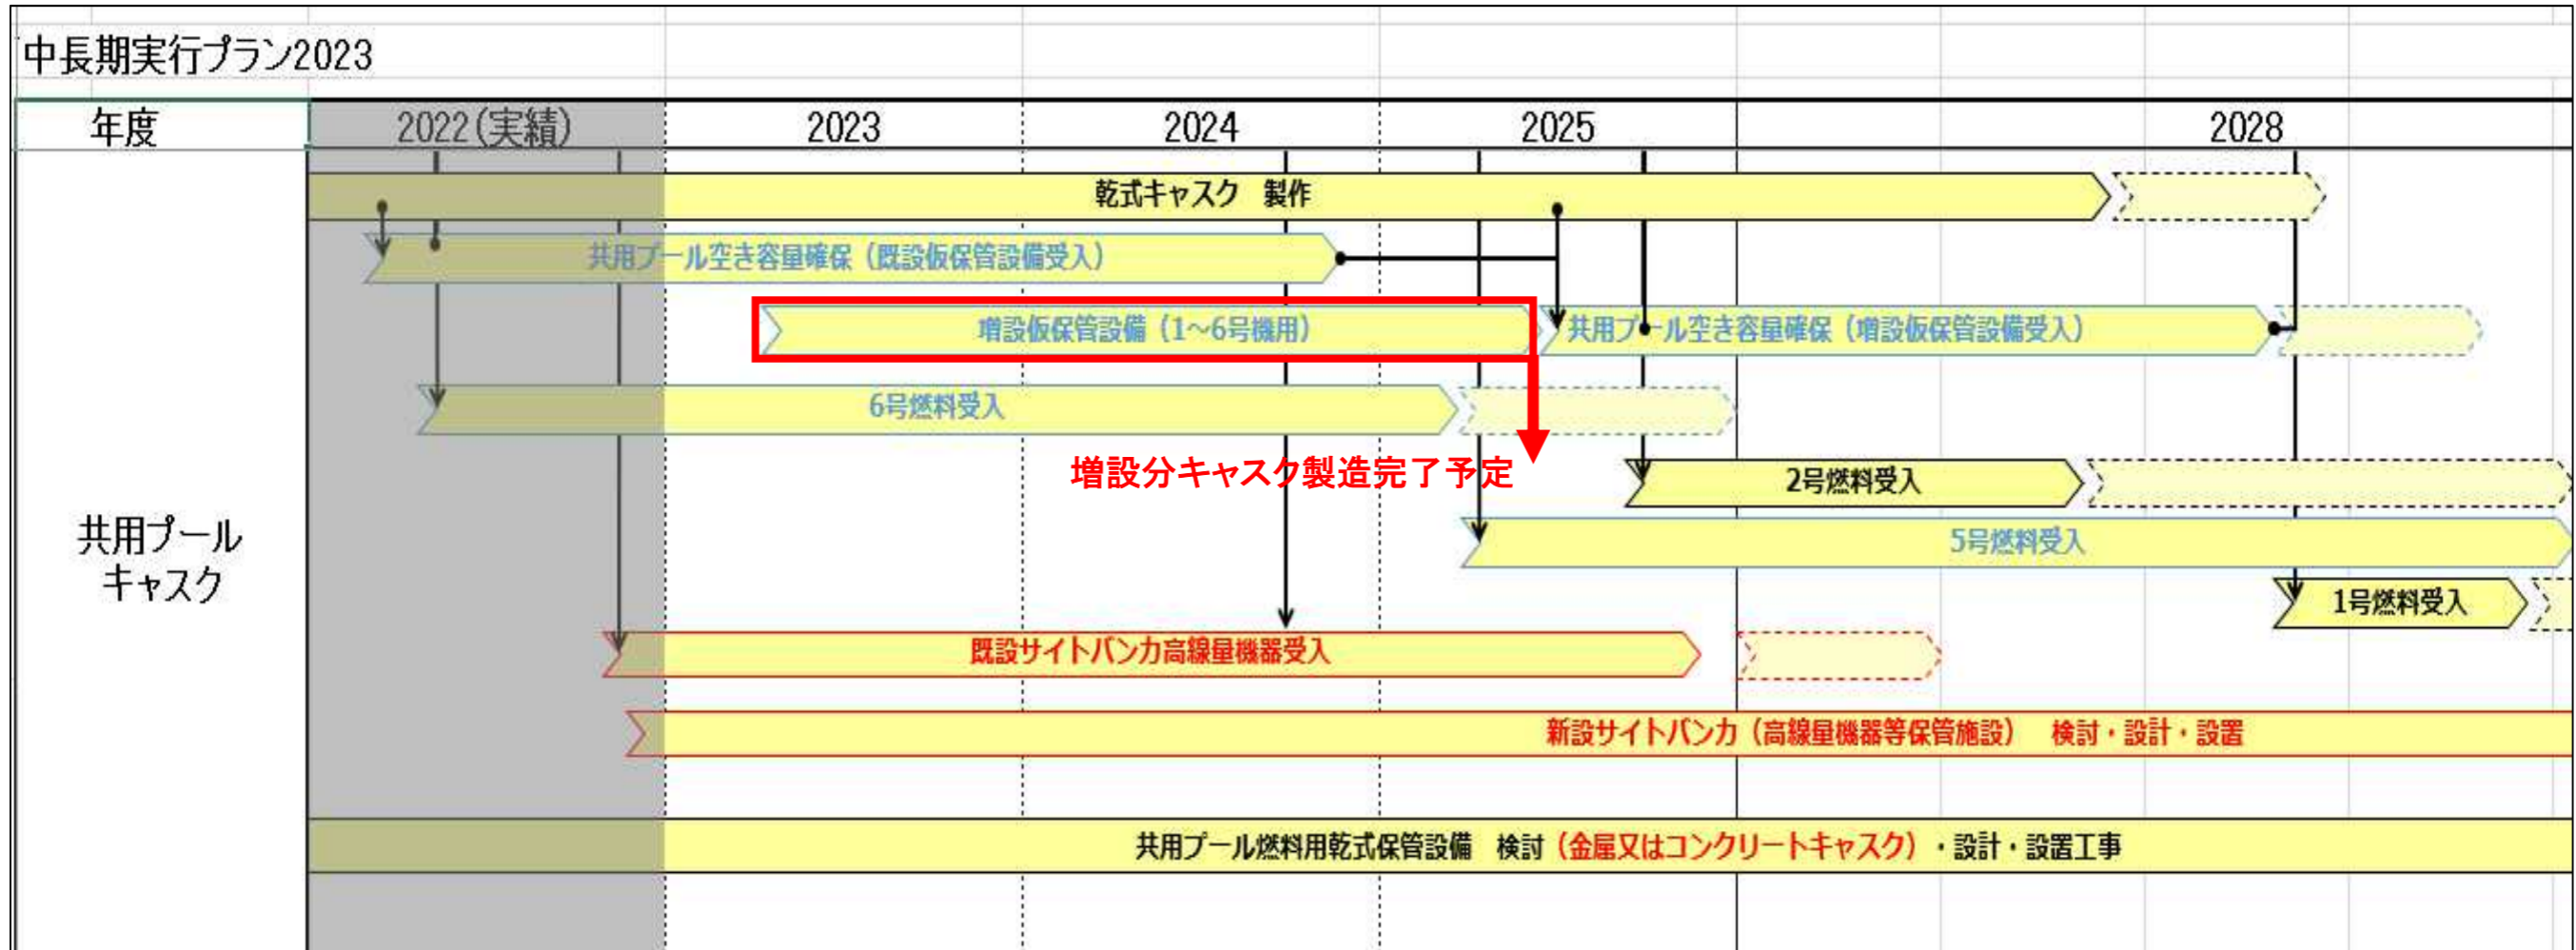 中長期実行プラン2023
年度
2022(実績)
2023
2024
2025
2028
乾式キャスク 製作
共用プール空き容量確保（既設仮保管設備受入）
増設仮保管設備（1～6号機用）
共用プール空き容量確保（増設仮保管設備受入）
6号燃料受入
増設分キャスク製造完了予定
2号燃料受入
共用プール
キャスク
5号燃料受入
1号燃料受入
既設サイトバンカ高線量機器受入
新設サイトバンカ（高線量機器等保管施設） 検討・設計・設置
共用プール燃料用乾式保管設備 検討（金属又はコンクリートキャスク）・設計・設置工事